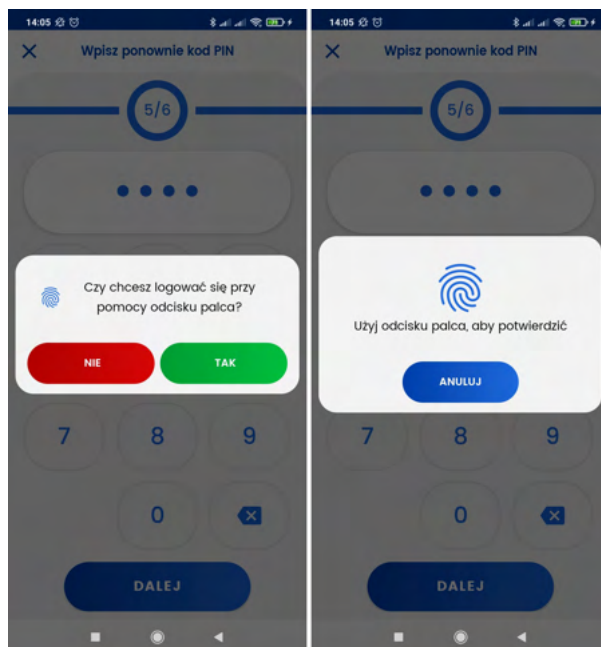 14:05
Wpisz ponownie kod PIN
5/6
Czy chcesz logować się przy
pomocy odcisku palca?
NIE
TAK
7 8 9
0
DALEJ
14:05
Wpisz ponownie kod PIN
5/6
Użyj odcisku palca, aby potwierdzić
ANULUJ
7 8 9
0
DALEJ